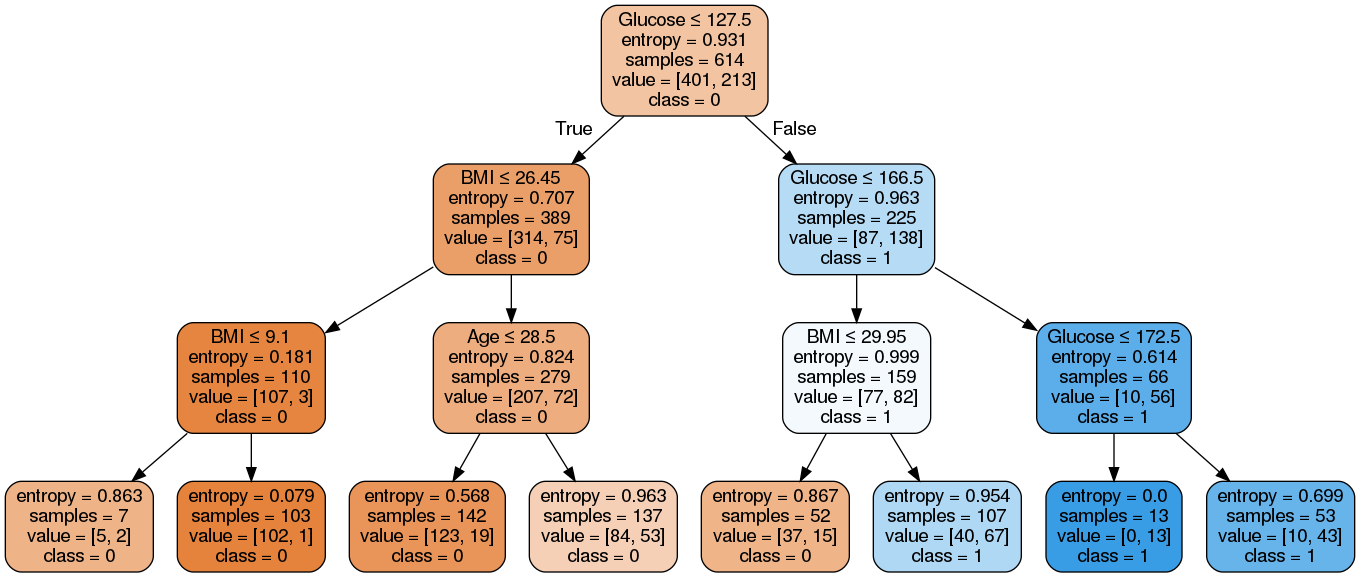 Glucose ≤ 127.5
entropy = 0.931
samples = 614
value = [401, 213]
class = 0
True
False
BMI ≤ 26.45
entropy = 0.707
samples = 389
value = [314, 75]
class = 0
Glucose ≤ 166.5
entropy = 0.963
samples = 225
value = [87, 138]
class = 1
BMI ≤ 9.1
entropy = 0.181
samples = 110
value = [107, 3]
class = 0
Age ≤ 28.5
entropy = 0.824
samples = 279
value = [207, 72]
class = 0
BMI ≤ 29.95
entropy = 0.999
samples = 159
value = [77, 82]
class = 1
Glucose ≤ 172.5
entropy = 0.614
samples = 66
value = [10, 56]
class = 1
entropy = 0.863
samples = 7
value = [5, 2]
class = 0
entropy = 0.079
samples = 103
value = [102, 1]
class = 0
entropy = 0.568
samples = 142
value = [123, 19]
class = 0
entropy = 0.963
samples = 137
value = [84, 53]
class = 0
entropy = 0.867
samples = 52
value = [37, 15]
class = 0
entropy = 0.954
samples = 107
value = [40, 67]
class = 1
entropy = 0.0
samples = 13
value = [0, 13]
class = 1
entropy = 0.699
samples = 53
value = [10, 43]
class = 1